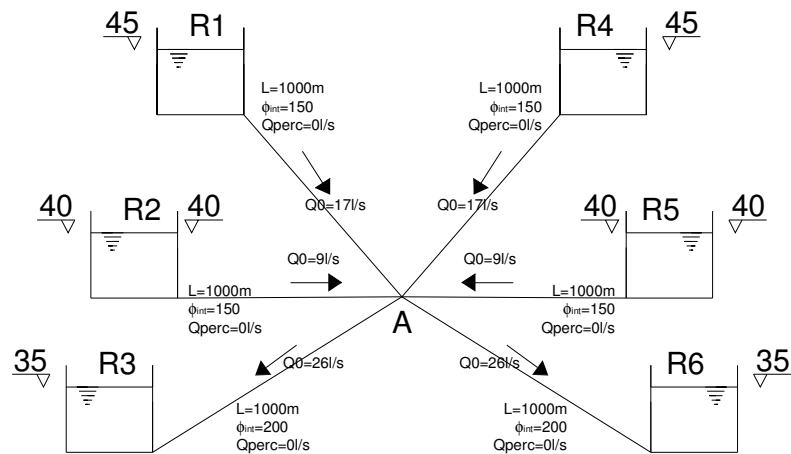 45
R1
R4
45
L=1000m
ϕint=150
Qperc=0l/s
L=1000m
ϕint=150
Qperc=0l/s
Q0=17l/s
Q0=17l/s
40
R2
40
40
R5
40
Q0=9l/s
Q0=9l/s
L=1000m
ϕint=150
Qperc=0l/s
L=1000m
ϕint=150
Qperc=0l/s
A
35
R3
Q0=26l/s
Q0=26l/s
R6
35
L=1000m
ϕint=200
Qperc=0l/s
L=1000m
ϕint=200
Qperc=0l/s